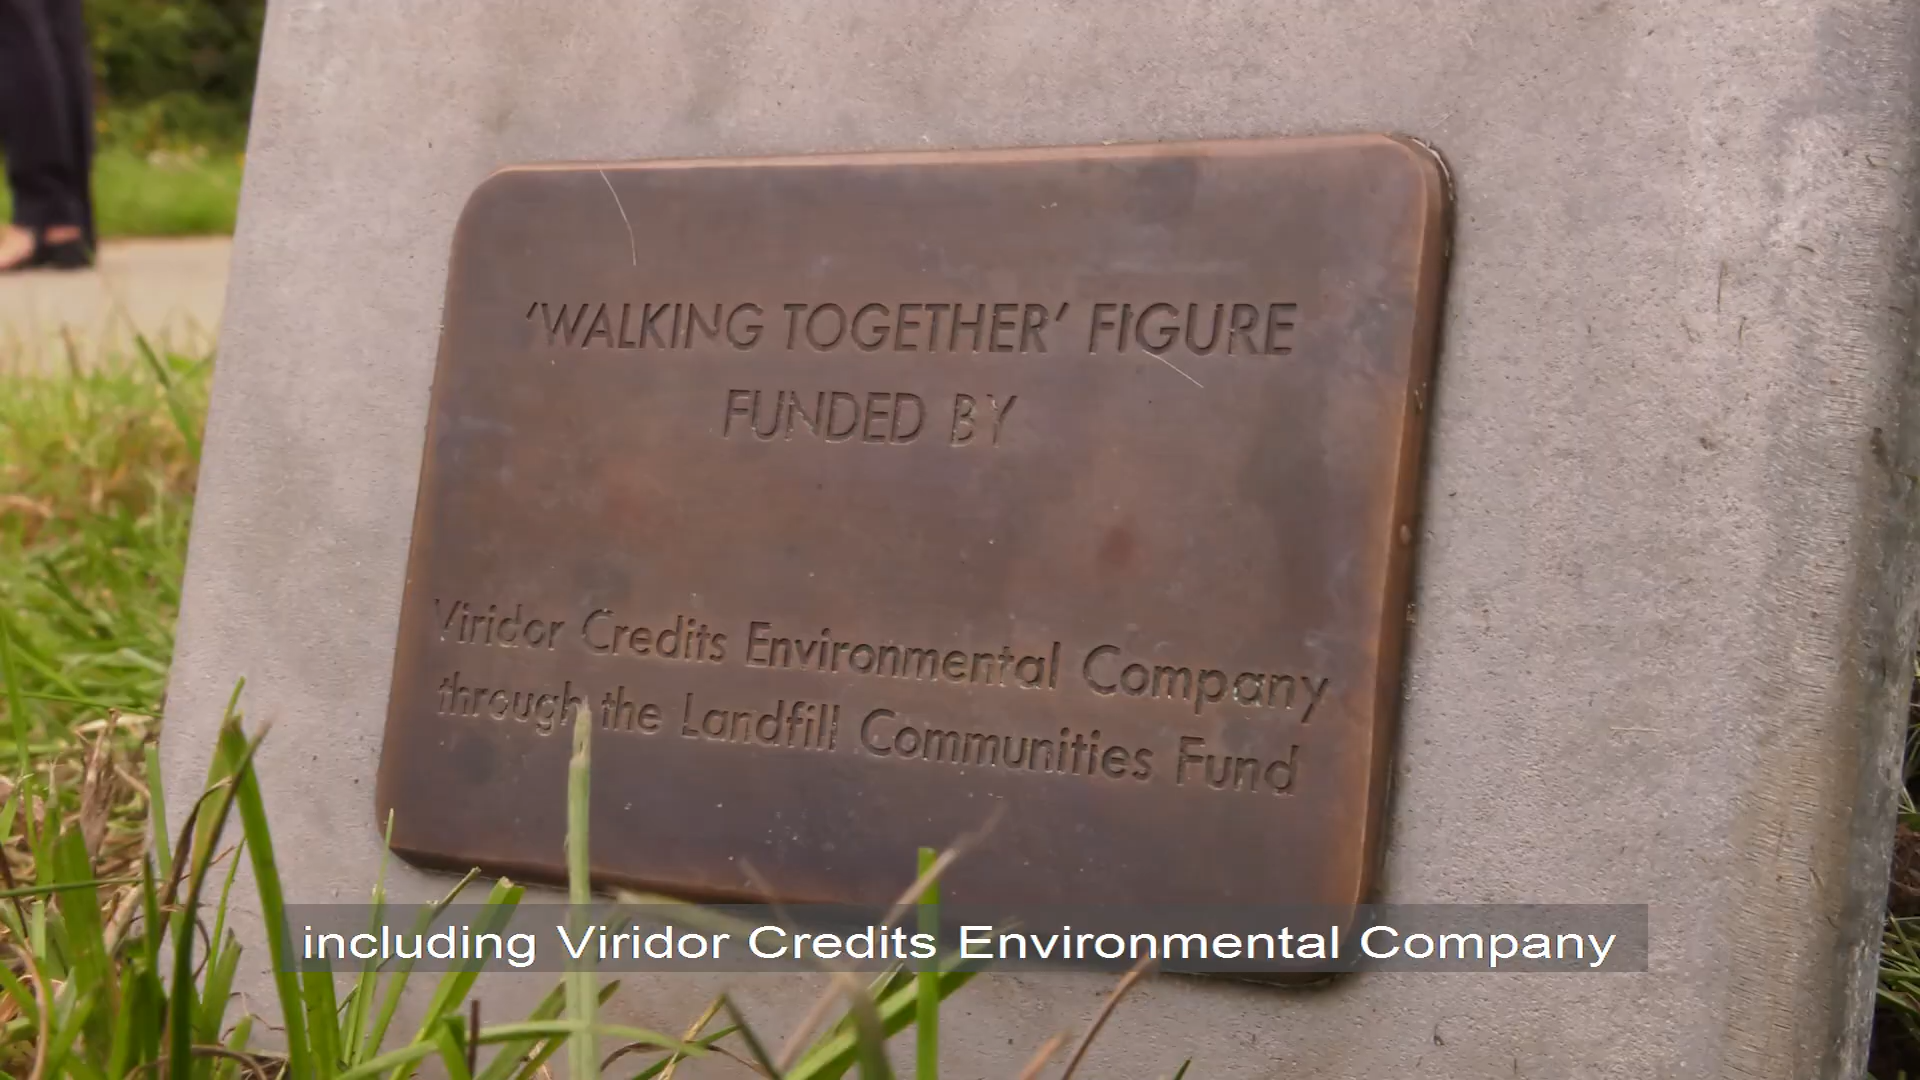 ‘WALKING TOGETHER’ FIGURE
FUNDED BY
Viridor Credits Environmental Company
through the Landfill Communities Fund
including Viridor Credits Environmental Company